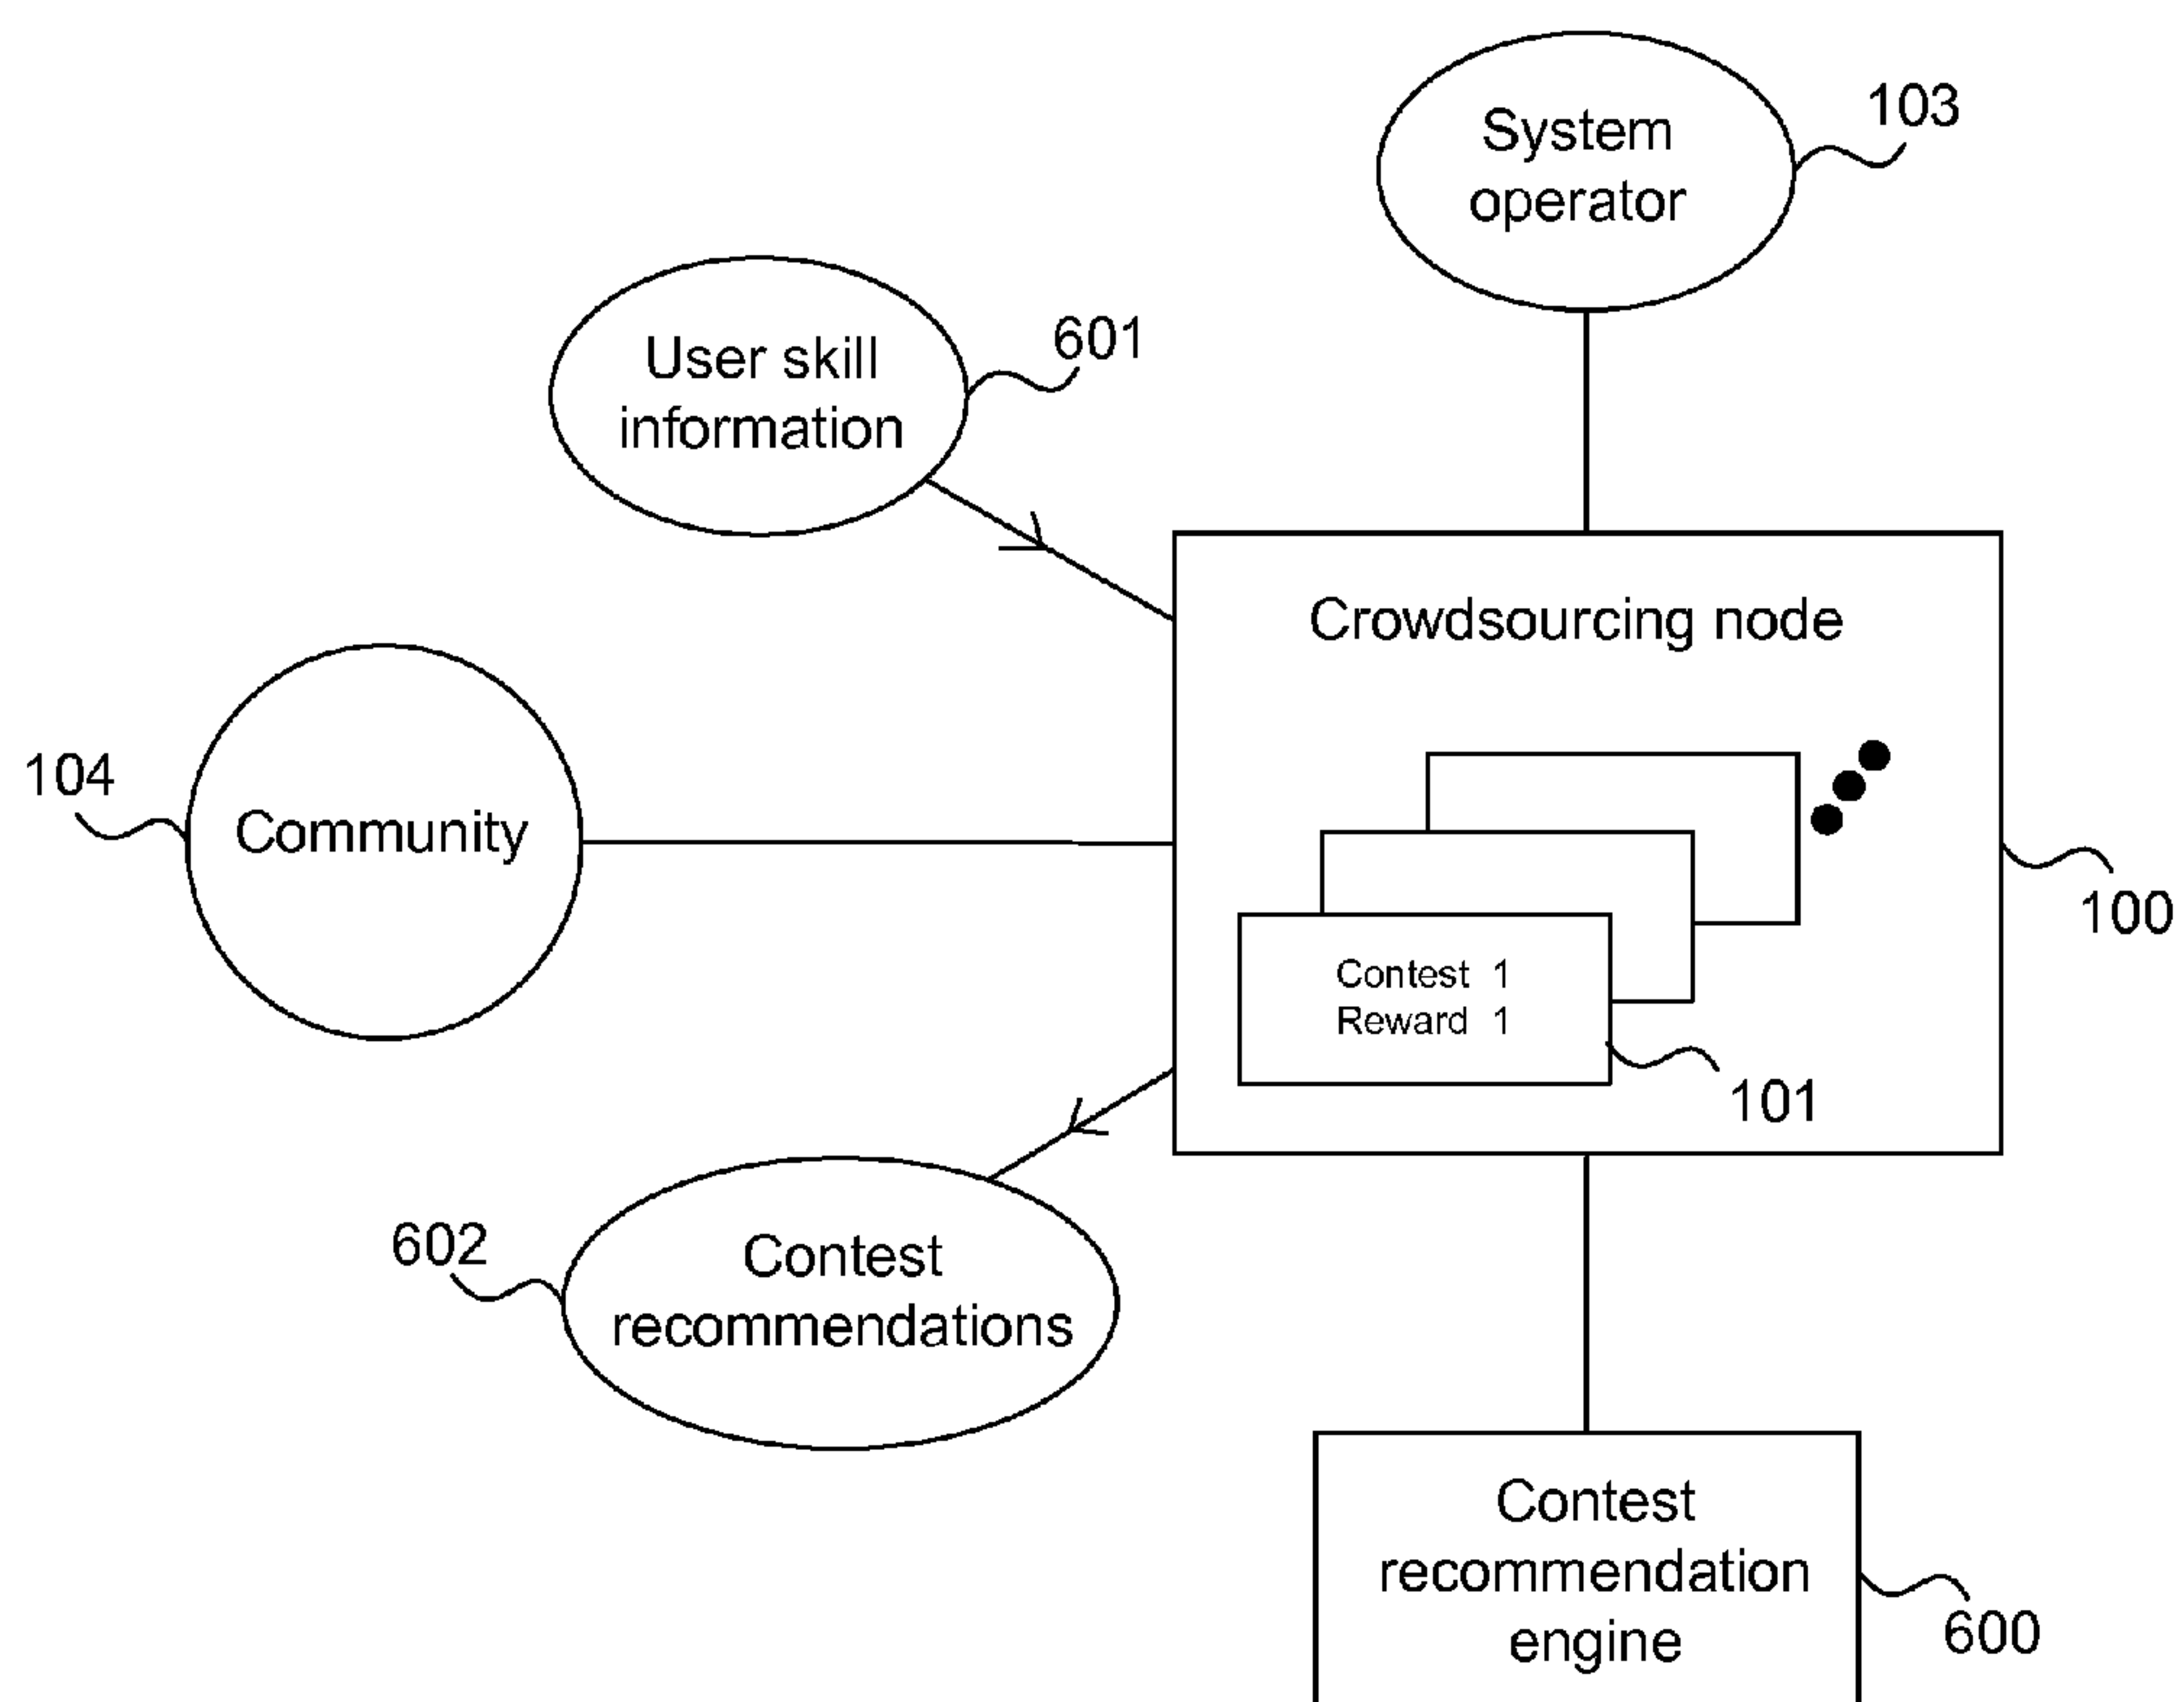 System
operator
103
User skill
information
601
Crowdsourcing node
104
Community
100
Contest 1
Reward 1
101
602
Contest
recommendations
Contest
recommendation
engine
600